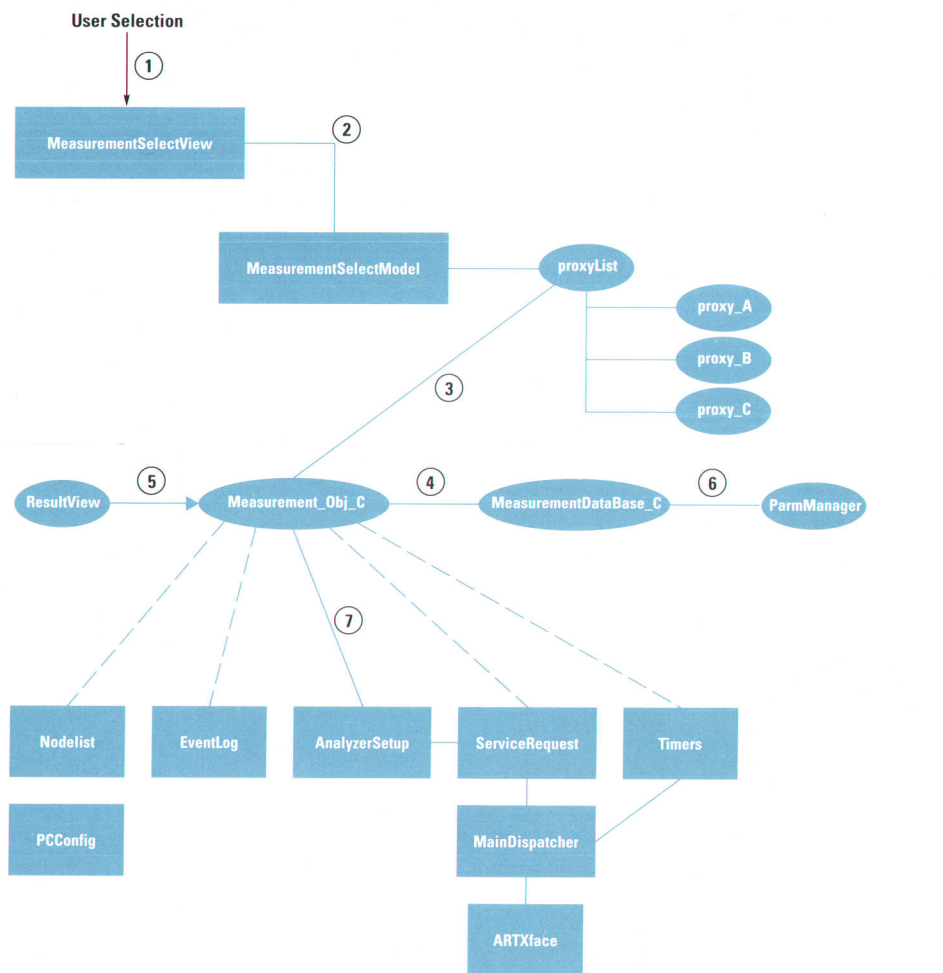 User Selection
1
MeasurementSelectView
2
MeasurementSelectModel
proxyList
proxy_A
proxy_B
proxy_C
3
ResultView
5
Measurement_Obj_C
4
MeasurementDataBase_C
6
ParmManager
7
Nodelist
EventLog
AnalyzerSetup
ServiceRequest
Timers
PCConfig
MainDispatcher
ARTXface